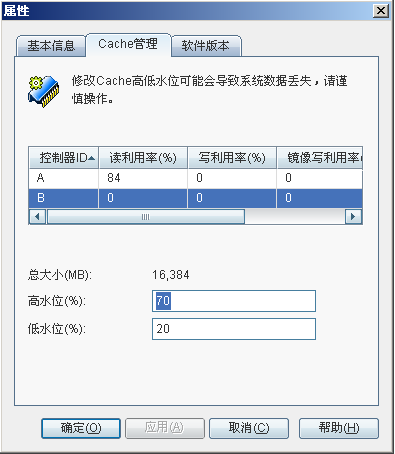 属性
基本信息 Cache管理 软件版本
修改Cache高低水位可能会导致系统数据丢失，请谨
慎操作。
控制器ID 读利用率(%) 写利用率(%) 镜像写利用率(
A 84 0 0
B 0 0 0
总大小(MB): 16,384
高水位(%): 70
低水位(%): 20
确定(O) 应用(A) 取消(C) 帮助(H)